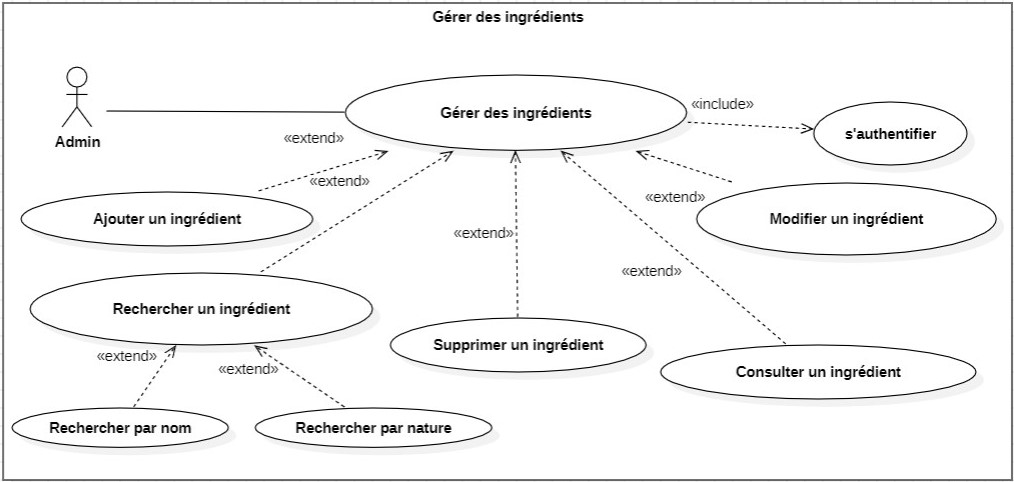 Gérer des ingrédients
Gérer des ingrédients
«include»
s'authentifier
Admin
«extend»
«extend»
«extend»
Ajouter un ingrédient
Modifier un ingrédient
«extend»
«extend»
Rechercher un ingrédient
Supprimer un ingrédient
Consulter un ingrédient
«extend»
«extend»
Rechercher par nom
Rechercher par nature